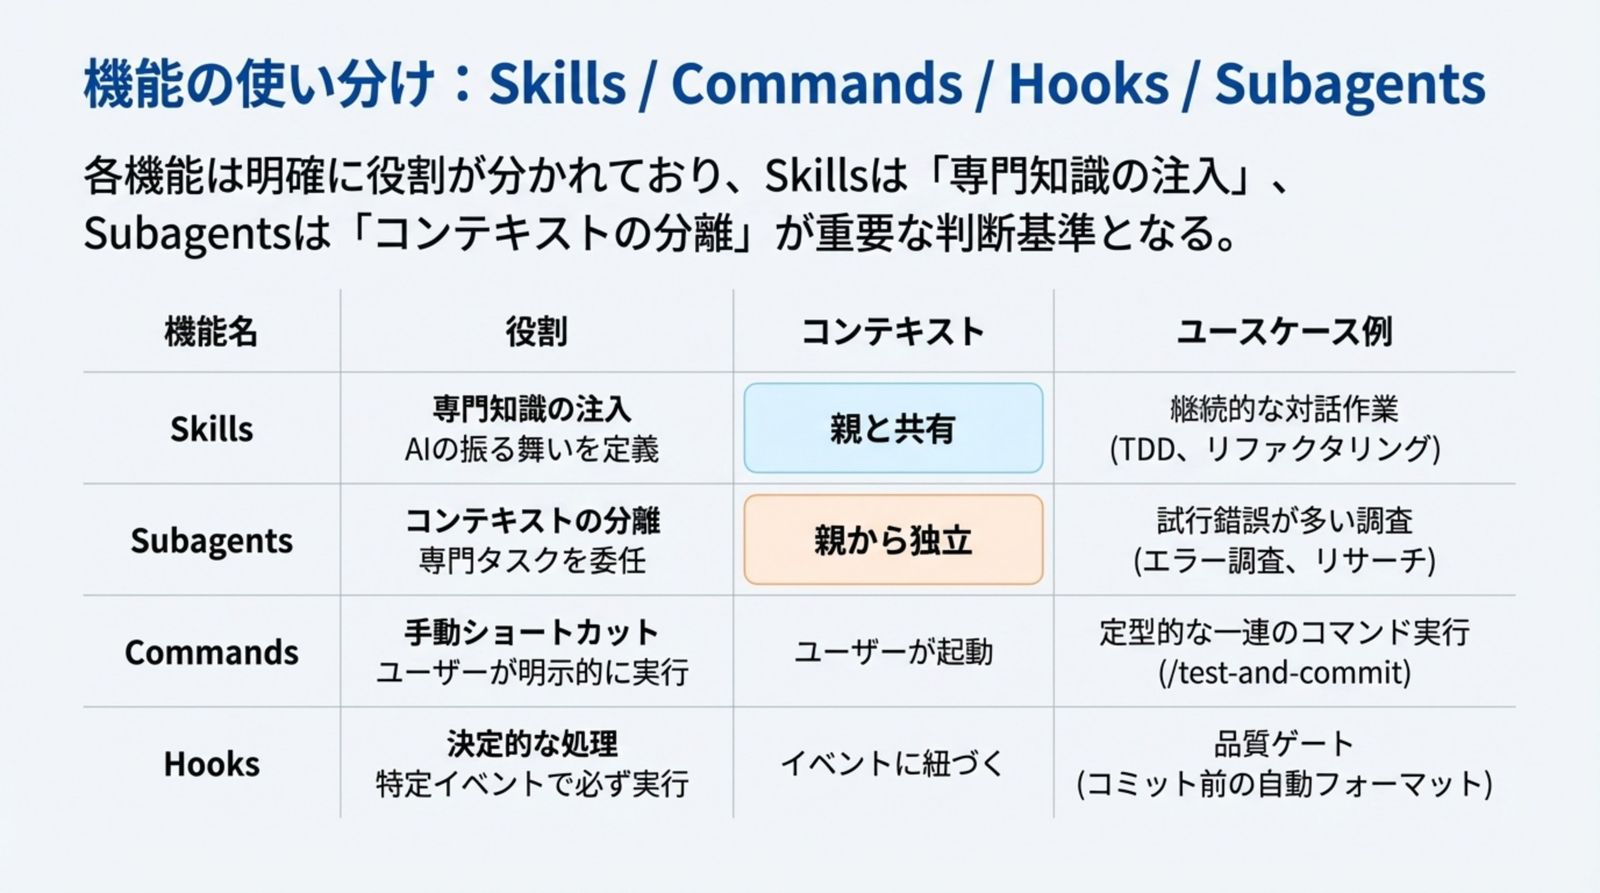 機能の使い分け：Skills / Commands / Hooks / Subagents
各機能は明確に役割が分かれており、Skillsは「専門知識の注入」、
Subagentsは「コンテキストの分離」が重要な判断基準となる。
機能名
役割
コンテキスト
ユースケース例
Skills
専門知識の注入
AIの振る舞いを定義
親と共有
継続的な対話作業
(TDD、リファクタリング)
Subagents
コンテキストの分離
専門タスクを委任
親から独立
試行錯誤が多い調査
(エラー調査、リサーチ)
Commands
手動ショートカット
ユーザーが明示的に実行
ユーザーが起動
定型的な一連のコマンド実行
(/test-and-commit)
Hooks
決定的な処理
特定イベントで必ず実行
イベントに紐づく
品質ゲート
(コミット前の自動フォーマット)